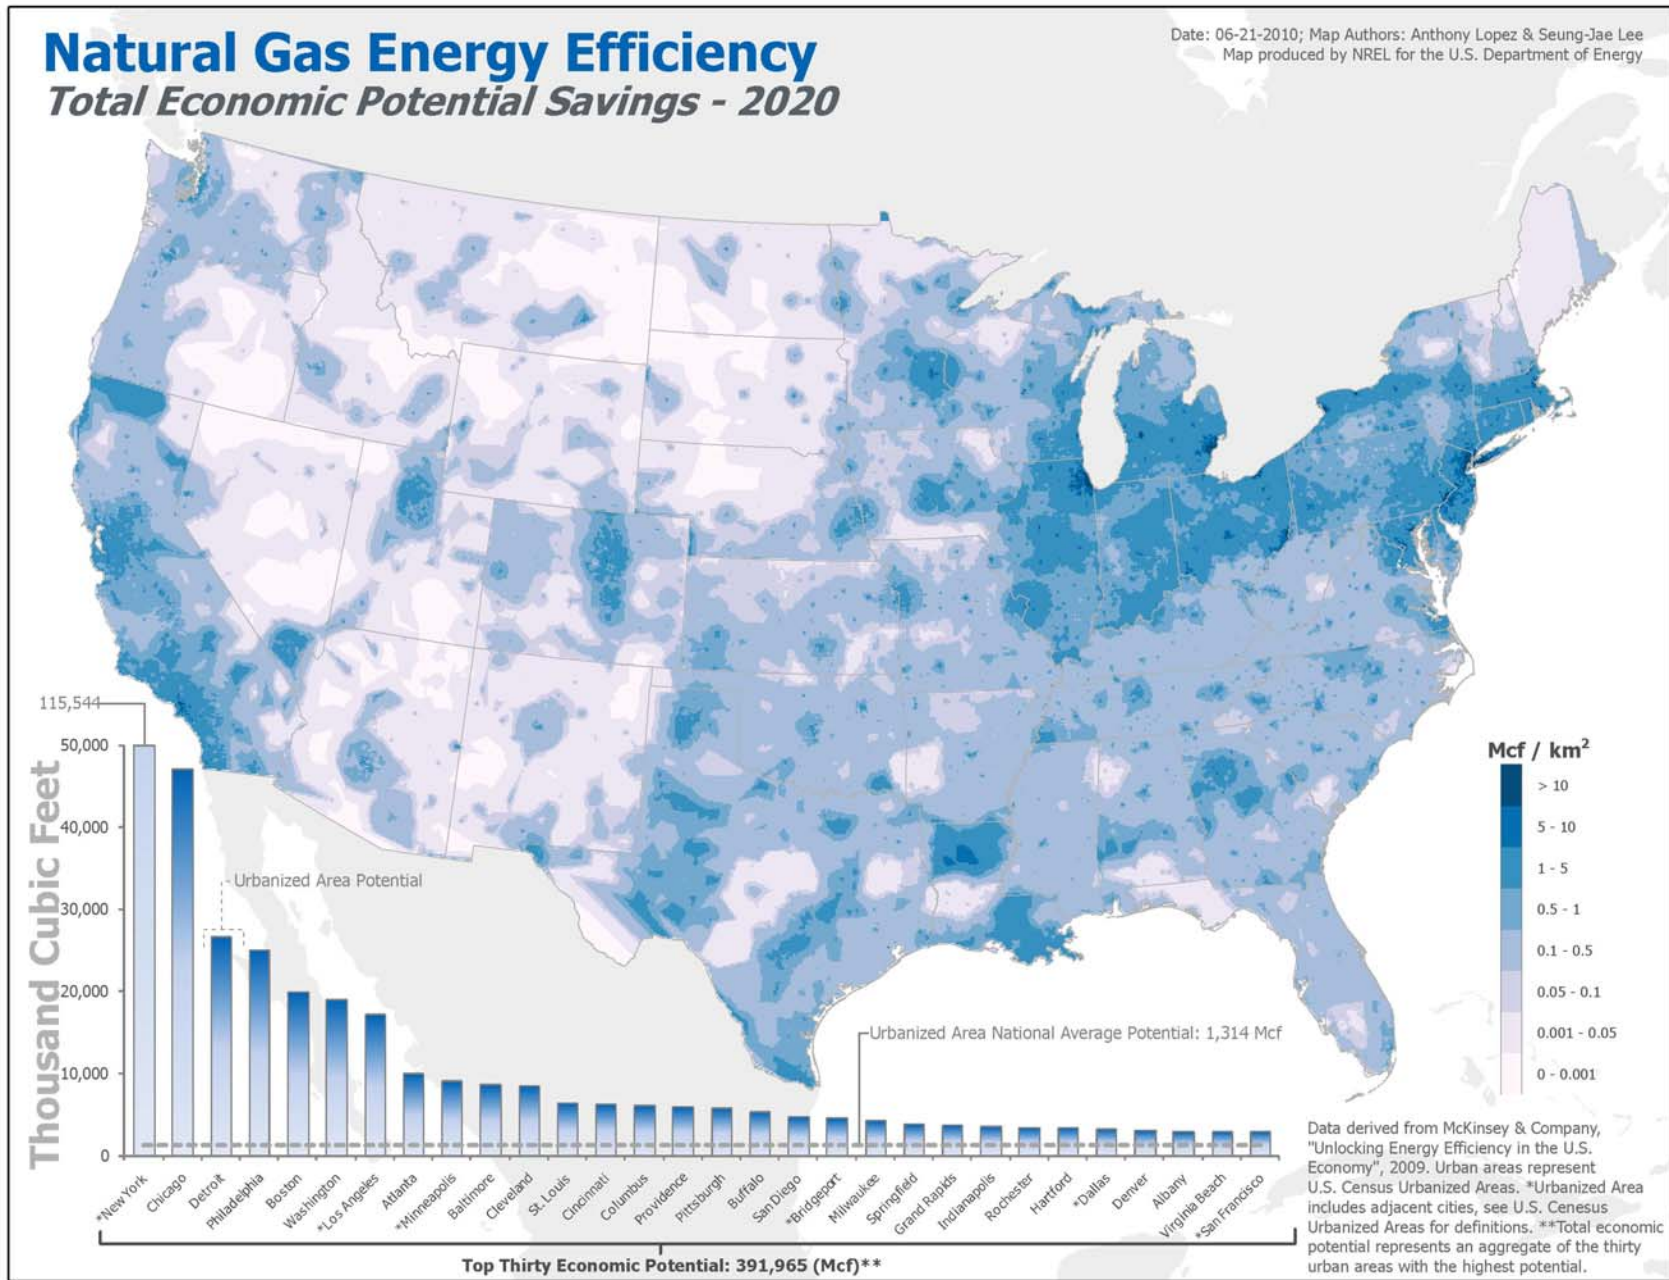 Natural Gas Energy Efficiency
Total Economic Potential Savings - 2020
Date: 06-21-2010; Map Authors: Anthony Lopez & Seung-Jae Lee
Map produced by NREL for the U.S. Department of Energy
115,544
50,000
40,000
30,000
20,000
10,000
0
Thousand Cubic Feet
Urbanized Area Potential
Urbanized Area National Average Potential: 1,314 Mcf
*New York
Chicago
Detroit
Philadelphia
Boston
Washington
*Los Angeles
Atlanta
*Minneapolis
Baltimore
Cleveland
St. Louis
Cincinnati
Columbus
Providence
Pittsburgh
Buffalo
San Diego
*Bridgeport
Milwaukee
Springfield
Grand Rapids
Indianapolis
Rochester
Hartford
*Dallas
Denver
Albany
Virginia Beach
*San Francisco
Top Thirty Economic Potential: 391,965 (Mcf)**
Mcf / km²
> 10
5 - 10
1 - 5
0.5 - 1
0.1 - 0.5
0.05 - 0.1
0.001 - 0.05
0 - 0.001
Data derived from McKinsey & Company,
"Unlocking Energy Efficiency in the U.S.
Economy", 2009. Urban areas represent
U.S. Census Urbanized Areas. *Urbanized Area
includes adjacent cities, see U.S. Cenesus
Urbanized Areas for definitions. **Total economic
potential represents an aggregate of the thirty
urban areas with the highest potential.